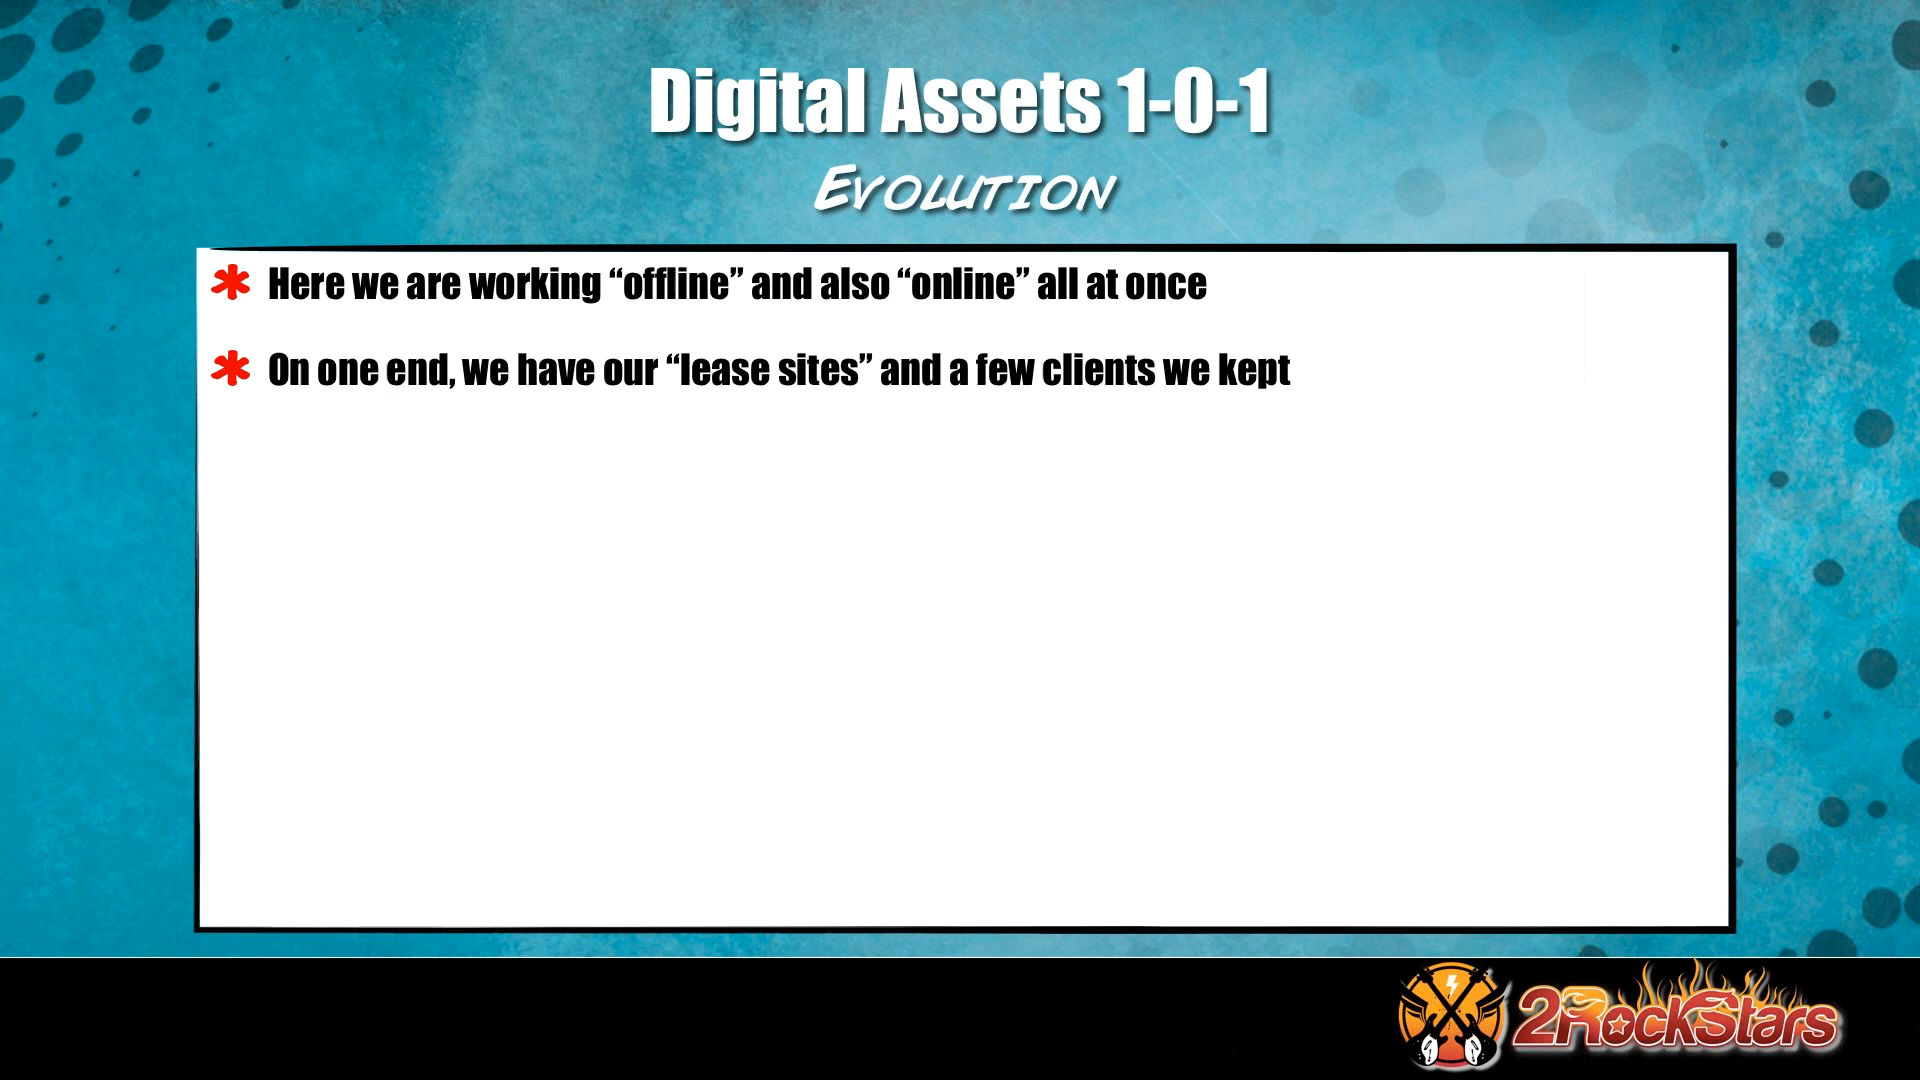 Digital Assets 1-0-1
Evolution
* Here we are working “offline” and also “online” all at once
* On one end, we have our “lease sites” and a few clients we kept
2RockStars